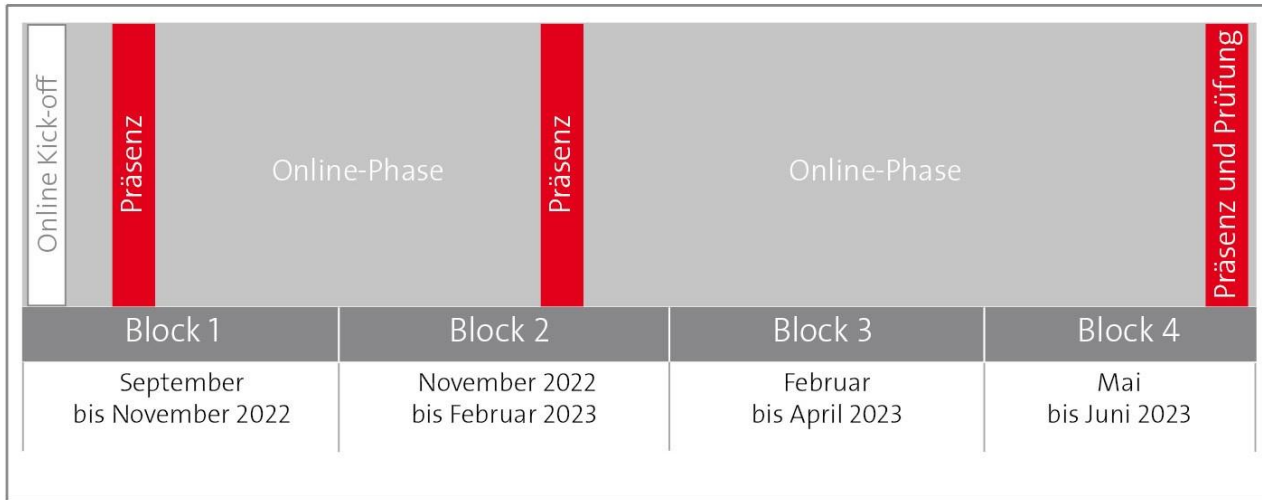 Online Kick-off
Präsenz
Online-Phase
Präsenz
Online-Phase
Präsenz und Prüfung
Block 1
Block 2
Block 3
Block 4
September
bis November 2022
November 2022
bis Februar 2023
Februar
bis April 2023
Mai
bis Juni 2023